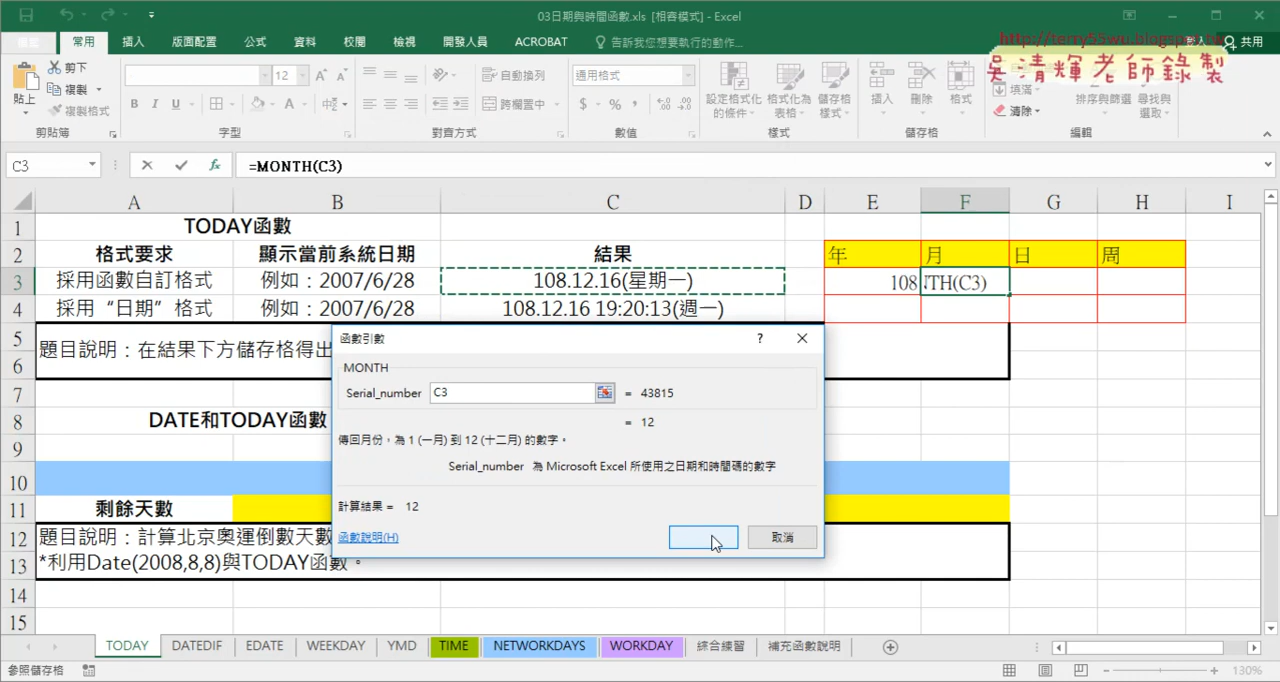 03日期與時間函數.xls [相容模式] - Excel
http://terry55wu.blogspot.tw
常用 插入 版面配置 公式 資料 校閱 檢視 開發人員 ACROBAT 告訴我您想要執行的動作... 共用
吳清輝老師錄製
剪下
複製
複製格式
貼上
12
自動換列
跨欄置中
通用格式
設定格式化的條件
格式化為表格
儲存格樣式
插入 刪除 格式
填滿
清除
排序與篩選 尋找與選取
剪貼簿 字型 對齊方式 數值 樣式 儲存格 編輯
C3 fx =MONTH(C3)
A B C D E F G H I
1 TODAY函數
2 格式要求 顯示當前系統日期 結果 年 月 日 周
3 採用函數自訂格式 例如：2007/6/28 108.12.16(星期一) 108 TH(C3)
4 採用“日期”格式 例如：2007/6/28 108.12.16 19:20:13(週一)
5 題目說明：在結果下方儲存格得出
6
7
8 DATE和TODAY函數
9
10
11 剩餘天數
12 題目說明：計算北京奧運倒數天數
13 *利用Date(2008,8,8)與TODAY函數。
14
15
函數引數 ?
MONTH
Serial_number C3 = 43815
= 12
傳回月份，為 1 (一月) 到 12 (十二月) 的數字。
Serial_number 為 Microsoft Excel 所使用之日期和時間碼的數字
計算結果 = 12
函數說明(H) 取消
TODAY DATEDIF EDATE WEEKDAY YMD TIME NETWORKDAYS WORKDAY 綜合練習 補充函數說明
參照儲存格 130%